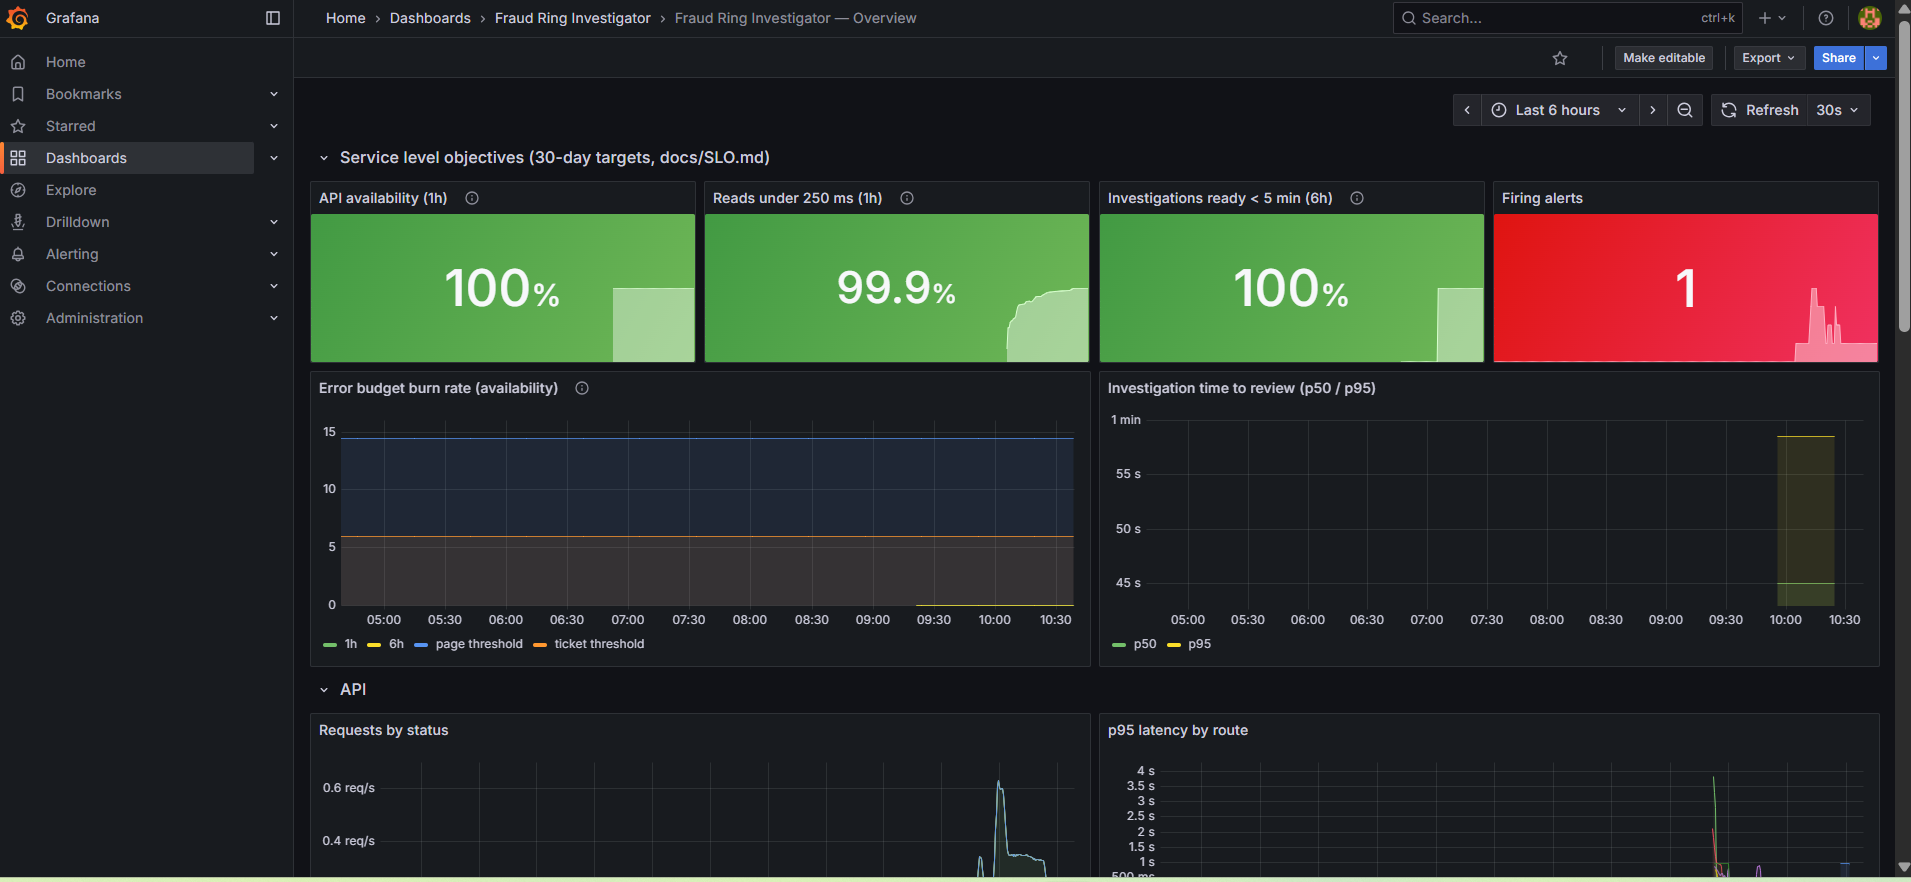 Grafana
Home › Dashboards › Fraud Ring Investigator › Fraud Ring Investigator — Overview
Search... ctrl+k
Make editable Export Share
Home
Bookmarks
Starred
Dashboards
Explore
Drilldown
Alerting
Connections
Administration
Last 6 hours Refresh 30s
Service level objectives (30-day targets, docs/SLO.md)
API availability (1h)
100%
Reads under 250 ms (1h)
99.9%
Investigations ready < 5 min (6h)
100%
Firing alerts
1
Error budget burn rate (availability)
15
10
5
0
05:00 05:30 06:00 06:30 07:00 07:30 08:00 08:30 09:00 09:30 10:00 10:30
1h 6h page threshold ticket threshold
Investigation time to review (p50 / p95)
1 min
55 s
50 s
45 s
05:00 05:30 06:00 06:30 07:00 07:30 08:00 08:30 09:00 09:30 10:00 10:30
p50 p95
API
Requests by status
0.6 req/s
0.4 req/s
p95 latency by route
4 s
3.5 s
3 s
2.5 s
2 s
1.5 s
1 s
500 ms